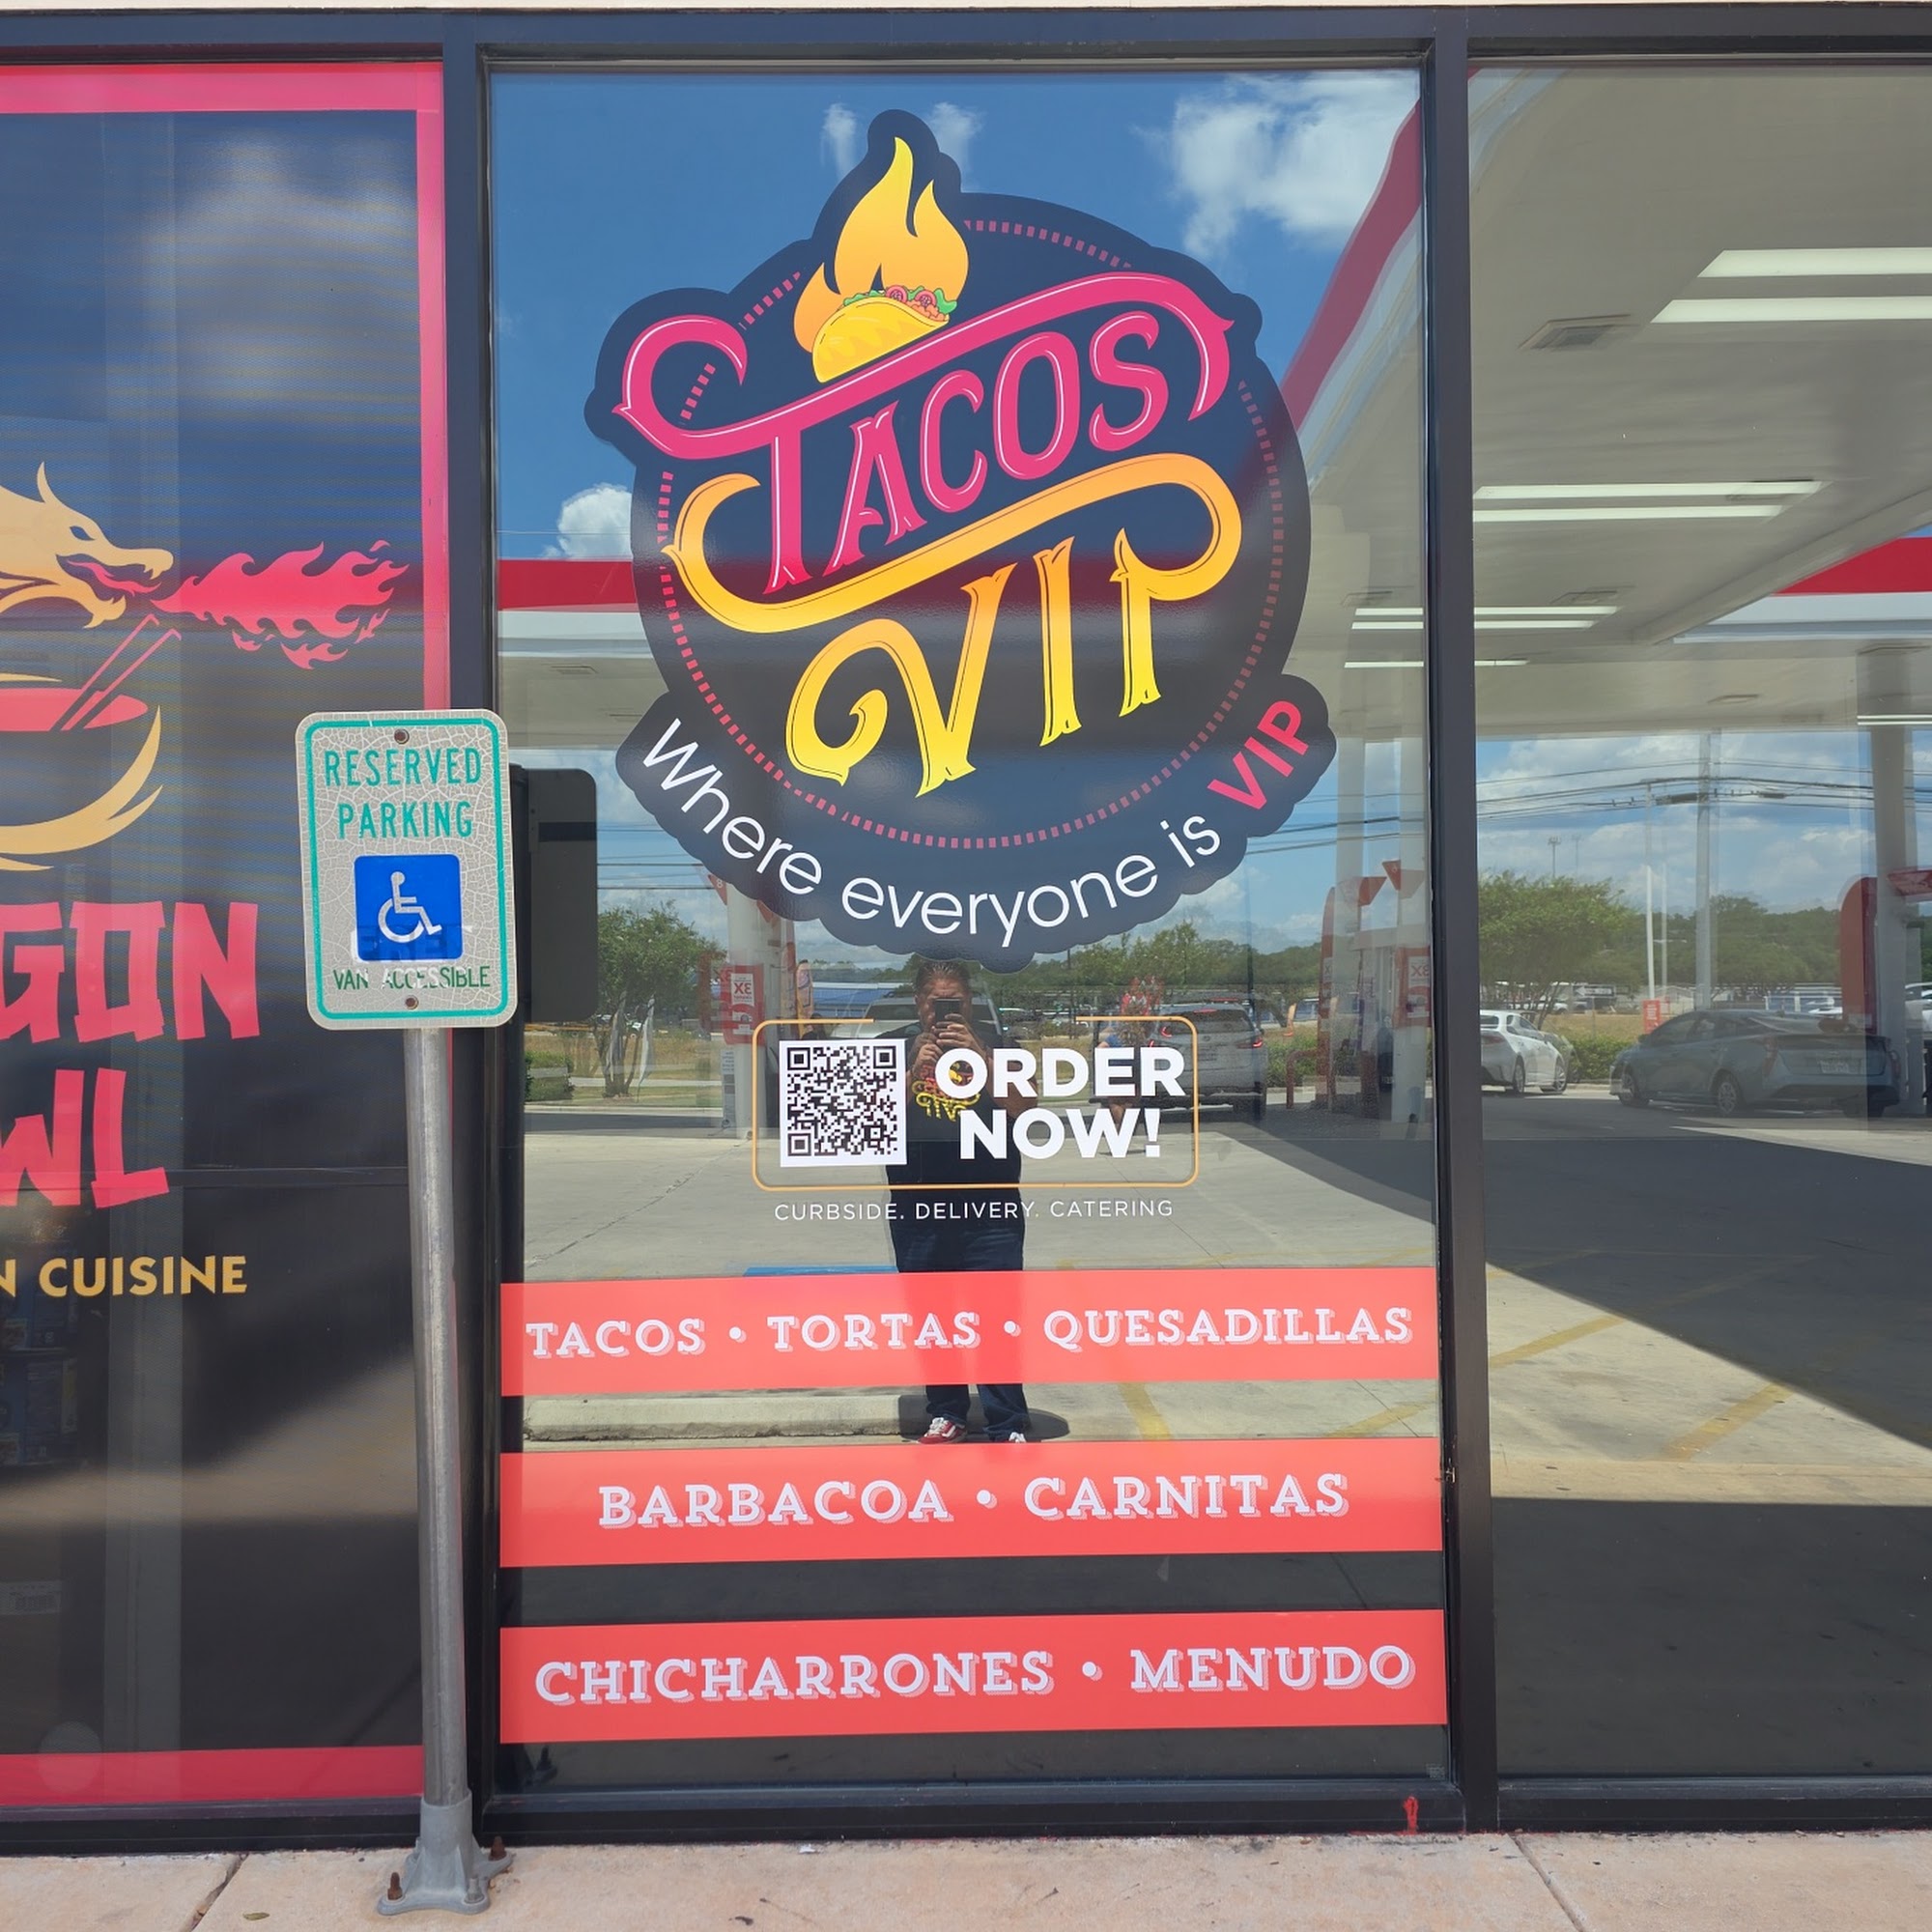 TACOS
VIP
Where everyone is VIP
ORDER
NOW!
CURBSIDE. DELIVERY. CATERING
TACOS • TORTAS • QUESADILLAS
BARBACOA • CARNITAS
CHICHARRONES • MENUDO
RESERVED
PARKING
VAN ACCESSIBLE
GON
WL
N CUISINE